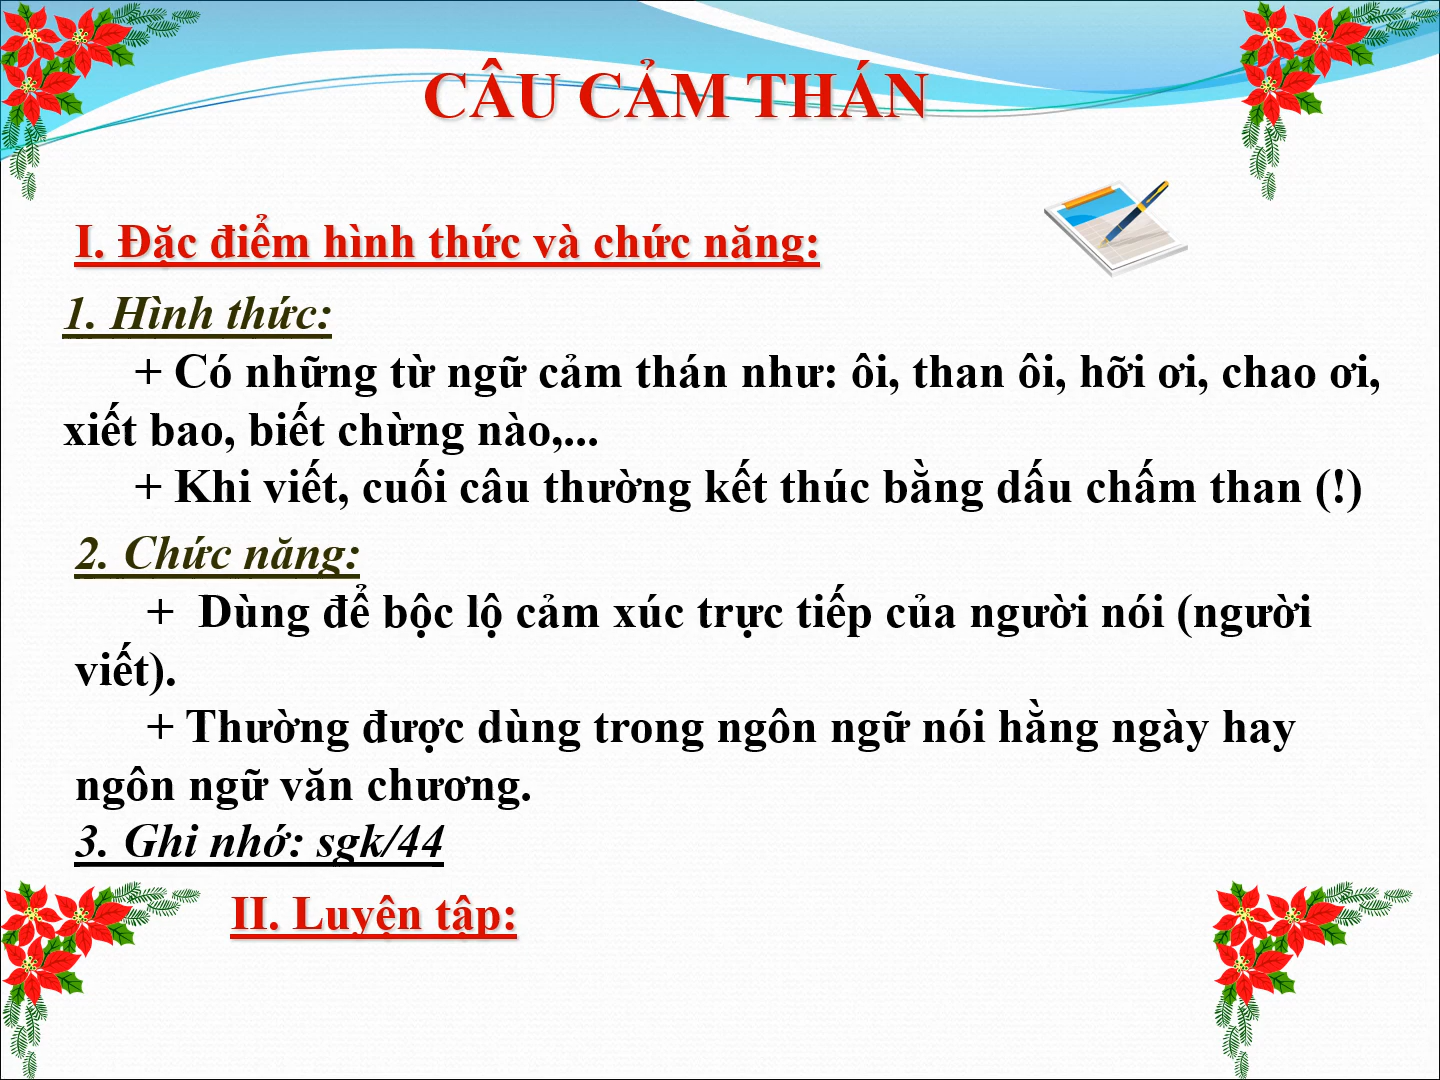 CÂU CẢM THÁN
I. Đặc điểm hình thức và chức năng:
1. Hình thức:
+ Có những từ ngữ cảm thán như: ôi, than ôi, hỡi ơi, chao ơi,
xiết bao, biết chừng nào,...
+ Khi viết, cuối câu thường kết thúc bằng dấu chấm than (!)
2. Chức năng:
+ Dùng để bộc lộ cảm xúc trực tiếp của người nói (người
viết).
+ Thường được dùng trong ngôn ngữ nói hằng ngày hay
ngôn ngữ văn chương.
3. Ghi nhớ: sgk/44
II. Luyện tập: